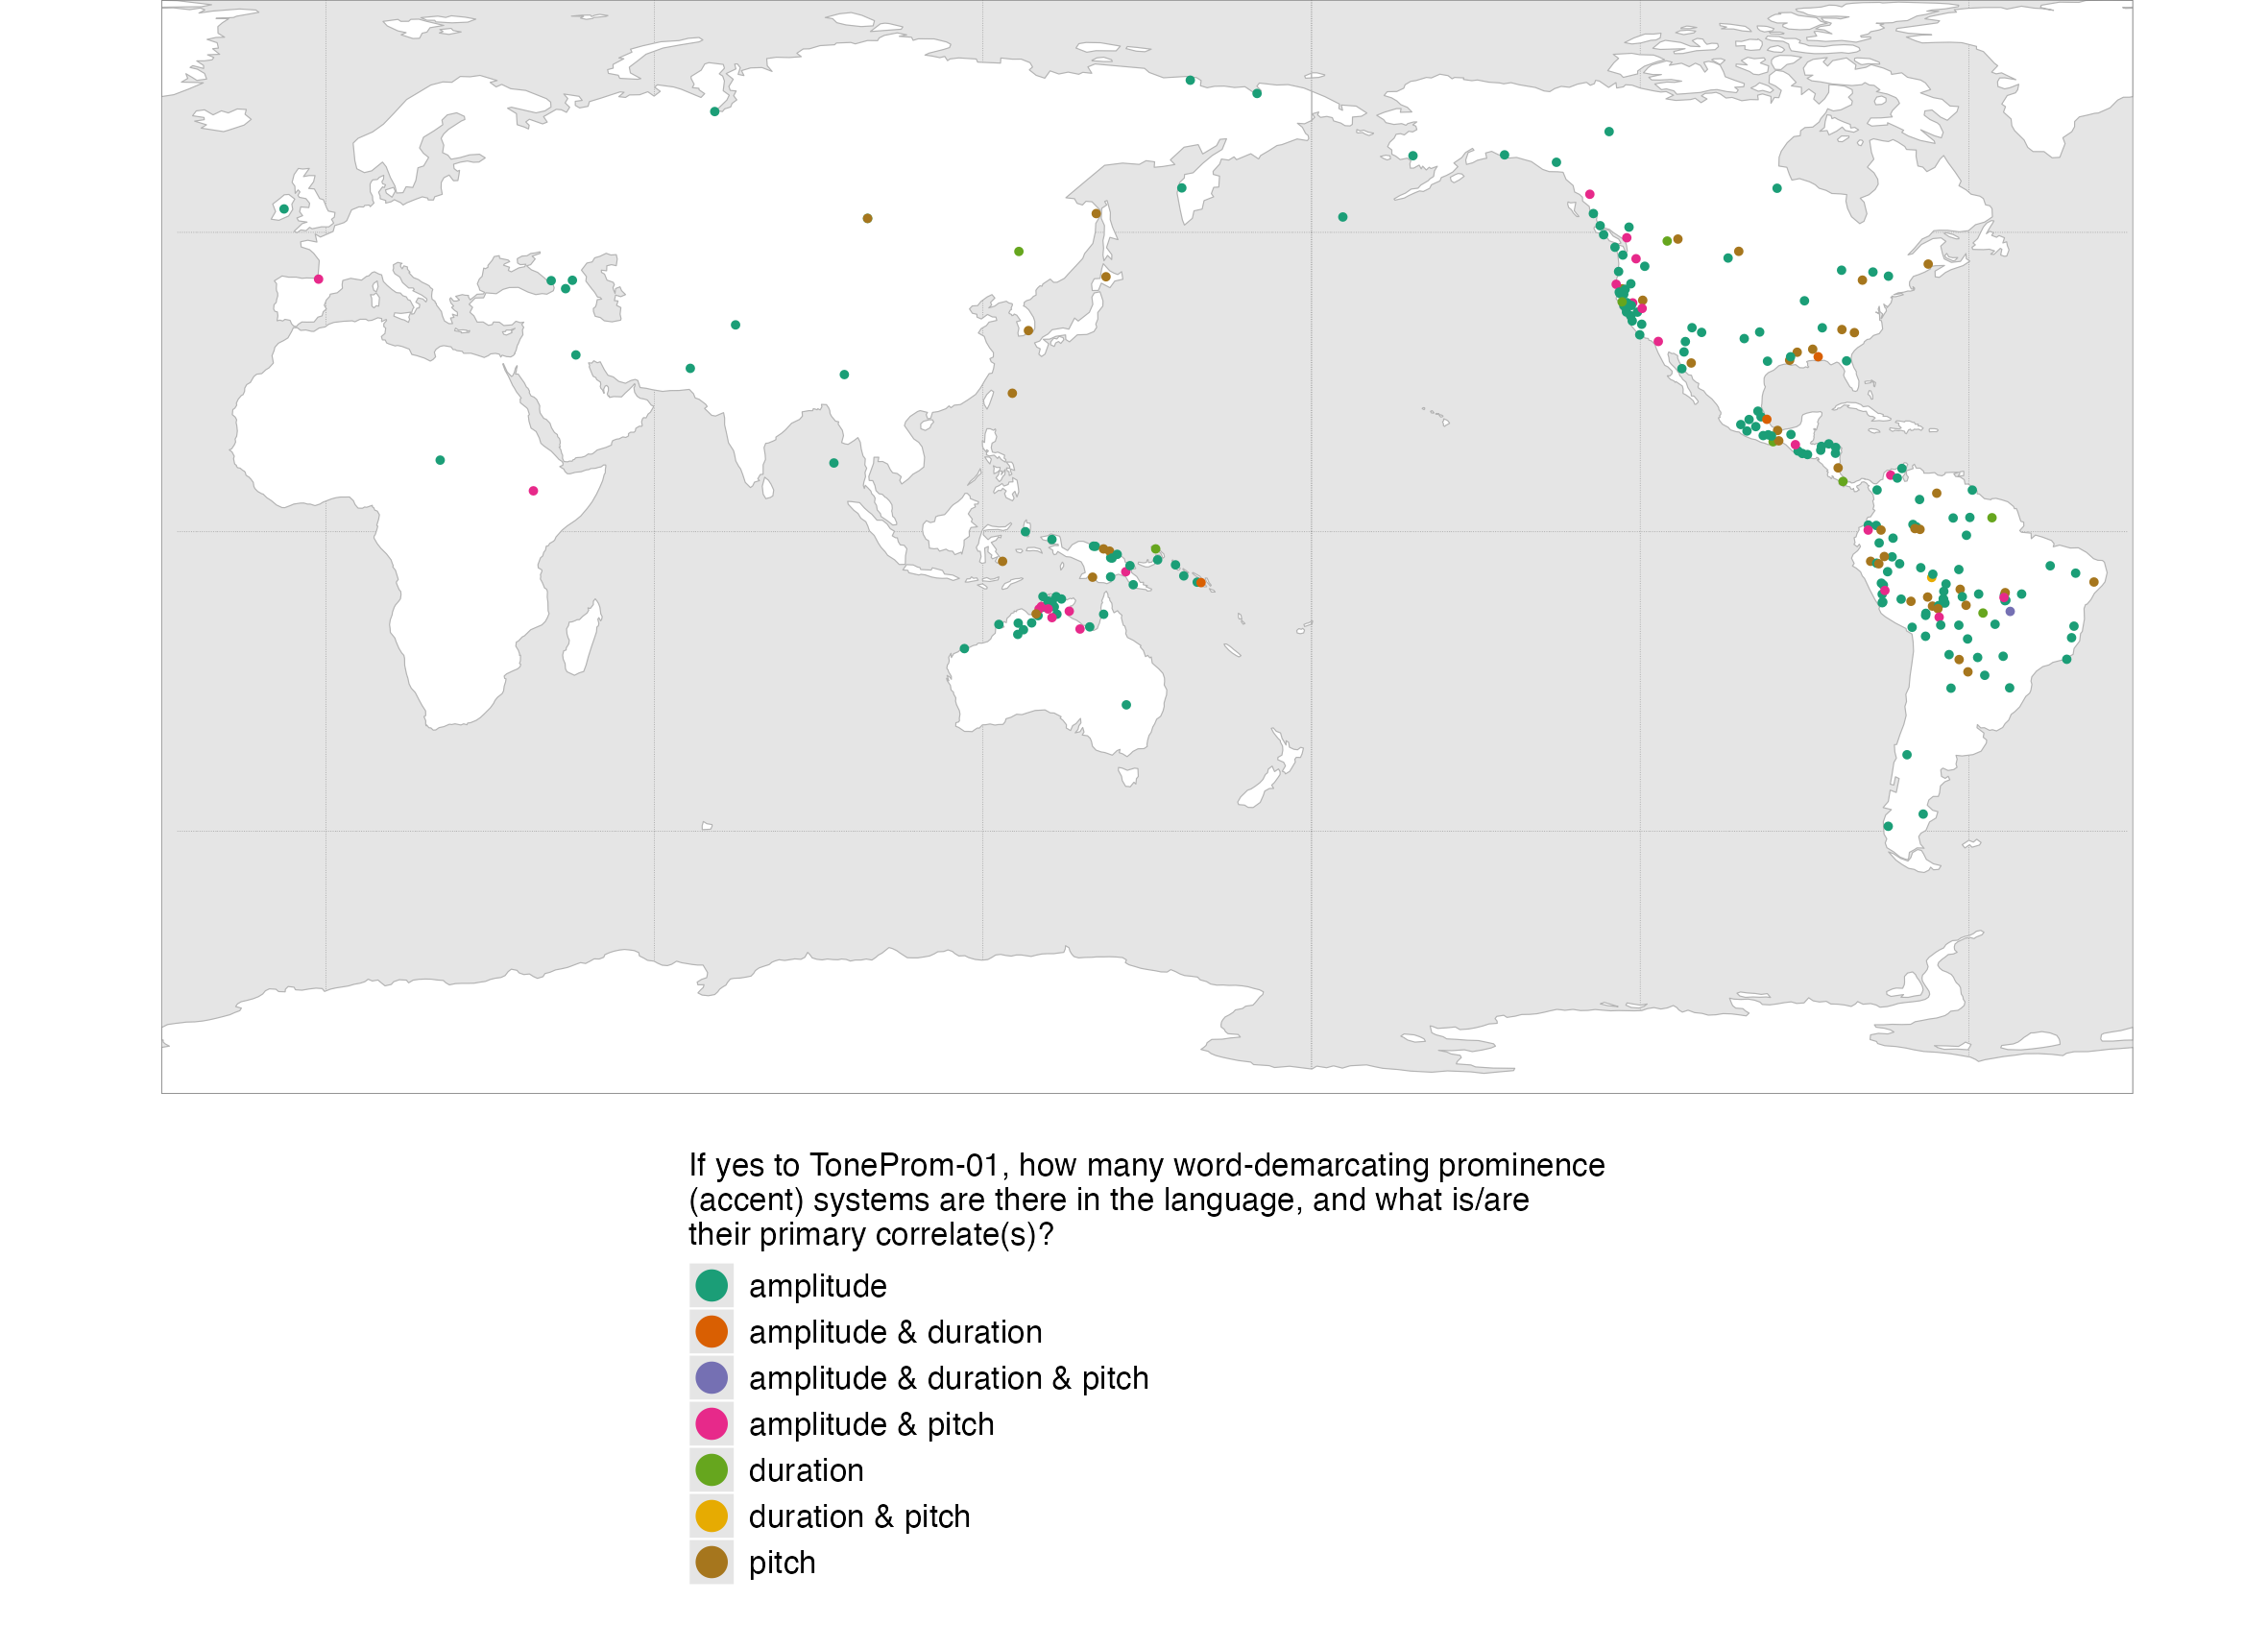 If yes to ToneProm-01, how many word-demarcating prominence
(accent) systems are there in the language, and what is/are
their primary correlate(s)?
amplitude
amplitude & duration
amplitude & duration & pitch
amplitude & pitch
duration
duration & pitch
pitch